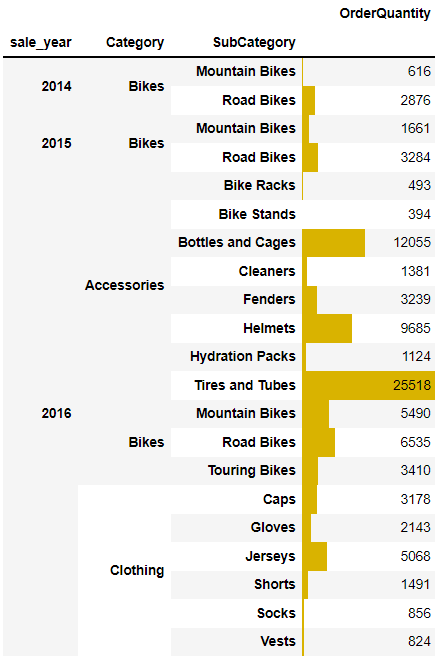 OrderQuantity
sale_year Category SubCategory
2014 Bikes Mountain Bikes 616
Road Bikes 2876
2015 Bikes Mountain Bikes 1661
Road Bikes 3284
2016 Accessories Bike Racks 493
Bike Stands 394
Bottles and Cages 12055
Cleaners 1381
Fenders 3239
Helmets 9685
Hydration Packs 1124
Tires and Tubes 25518
Bikes Mountain Bikes 5490
Road Bikes 6535
Touring Bikes 3410
Clothing Caps 3178
Gloves 2143
Jerseys 5068
Shorts 1491
Socks 856
Vests 824